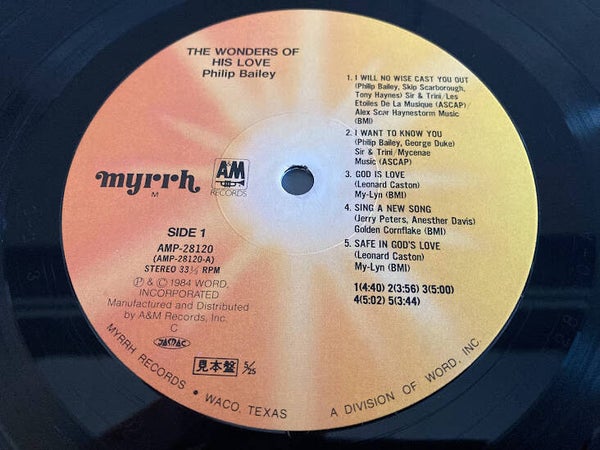 THE WONDERS OF
HIS LOVE
Philip Bailey
myrrh
M
A&M
RECORDS
SIDE 1
AMP-28120
(AMP-28120-A)
STEREO 33 1/3 RPM
Ⓟ & © 1984 WORD,
INCORPORATED
Manufactured and Distributed
by A&M Records, Inc.
C
JASRAC
見本盤 5/25
1. I WILL NO WISE CAST YOU OUT
(Philip Bailey, Skip Scarborough,
Tony Haynes) Sir & Trini/Les
Etoiles De La Musique (ASCAP)/
Alex Scar Haynestorm Music
(BMI)
2. I WANT TO KNOW YOU
(Philip Bailey, George Duke)
Sir & Trini/Mycenae
Music (ASCAP)
3. GOD IS LOVE
(Leonard Caston)
My-Lyn (BMI)
4. SING A NEW SONG
(Jerry Peters, Anesther Davis)
Golden Cornflake (BMI)
5. SAFE IN GOD'S LOVE
(Leonard Caston)
My-Lyn (BMI)
1(4:40) 2(3:56) 3(5:00)
4(5:02) 5(3:44)
MYRRH RECORDS • WACO, TEXAS
A DIVISION OF WORD, INC.